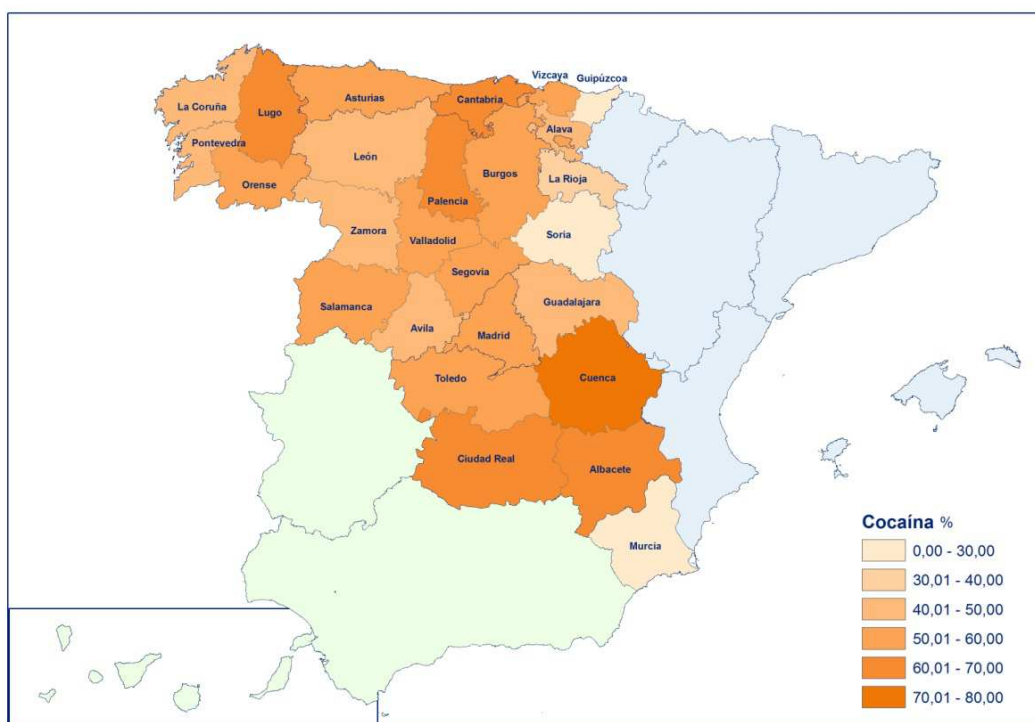 Vizcaya
Guipúzcoa
La Coruña
Lugo
Asturias
Cantabria
Alava
Pontevedra
León
Burgos
La Rioja
Orense
Palencia
Zamora
Valladolid
Soria
Segovia
Salamanca
Avila
Madrid
Guadalajara
Toledo
Cuenca
Ciudad Real
Albacete
Murcia
Cocaína %
0,00 - 30,00
30,01 - 40,00
40,01 - 50,00
50,01 - 60,00
60,01 - 70,00
70,01 - 80,00